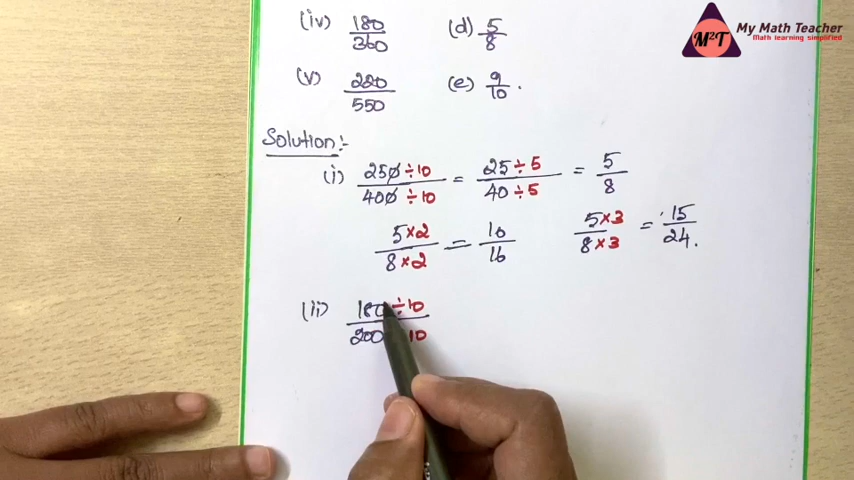 (iv) 180/360 (d) 5/8
My Math Teacher
M²T Math learning simplified
(v) 220/550 (e) 9/10 .
Solution:-
(i) 250÷10/400÷10 = 25÷5/40÷5 = 5/8
5×2/8×2 = 10/16 5×3/8×3 = 15/24.
(ii) 180÷10/200 10